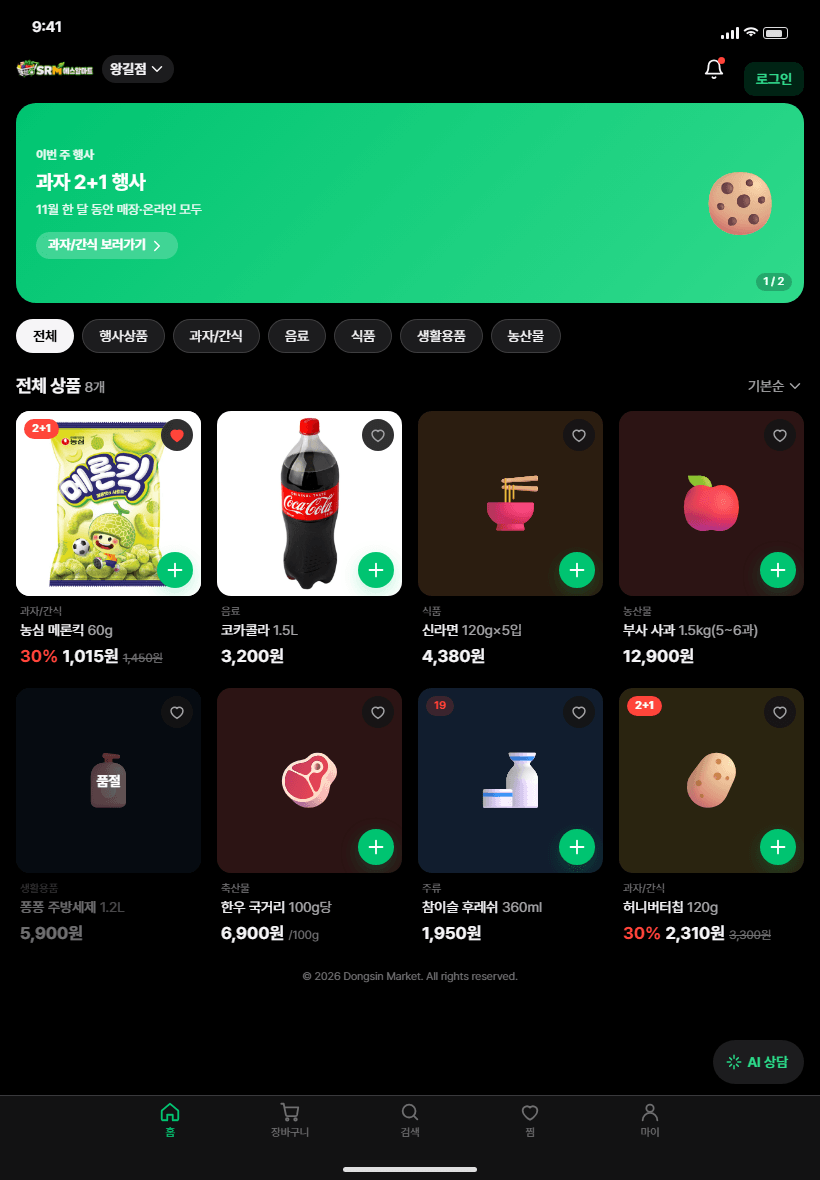 9:41
SRM 에스알마트
왕길점
로그인
이번 주 행사
과자 2+1 행사
11월 한 달 동안 매장·온라인 모두
과자/간식 보러가기
1 / 2
전체
행사상품
과자/간식
음료
식품
생활용품
농산물
전체 상품 8개
기본순
2+1
농심
메론킥
Coca-Cola
과자/간식
농심 메론킥 60g
30% 1,015원 1,450원
음료
코카콜라 1.5L
3,200원
식품
신라면 120g×5입
4,380원
농산물
부사 사과 1.5kg(5~6과)
12,900원
품절
19
2+1
생활용품
퐁퐁 주방세제 1.2L
5,900원
축산물
한우 국거리 100g당
6,900원 /100g
주류
참이슬 후레쉬 360ml
1,950원
과자/간식
허니버터칩 120g
30% 2,310원 3,300원
© 2026 Dongsin Market. All rights reserved.
AI 상담
홈
장바구니
검색
찜
마이